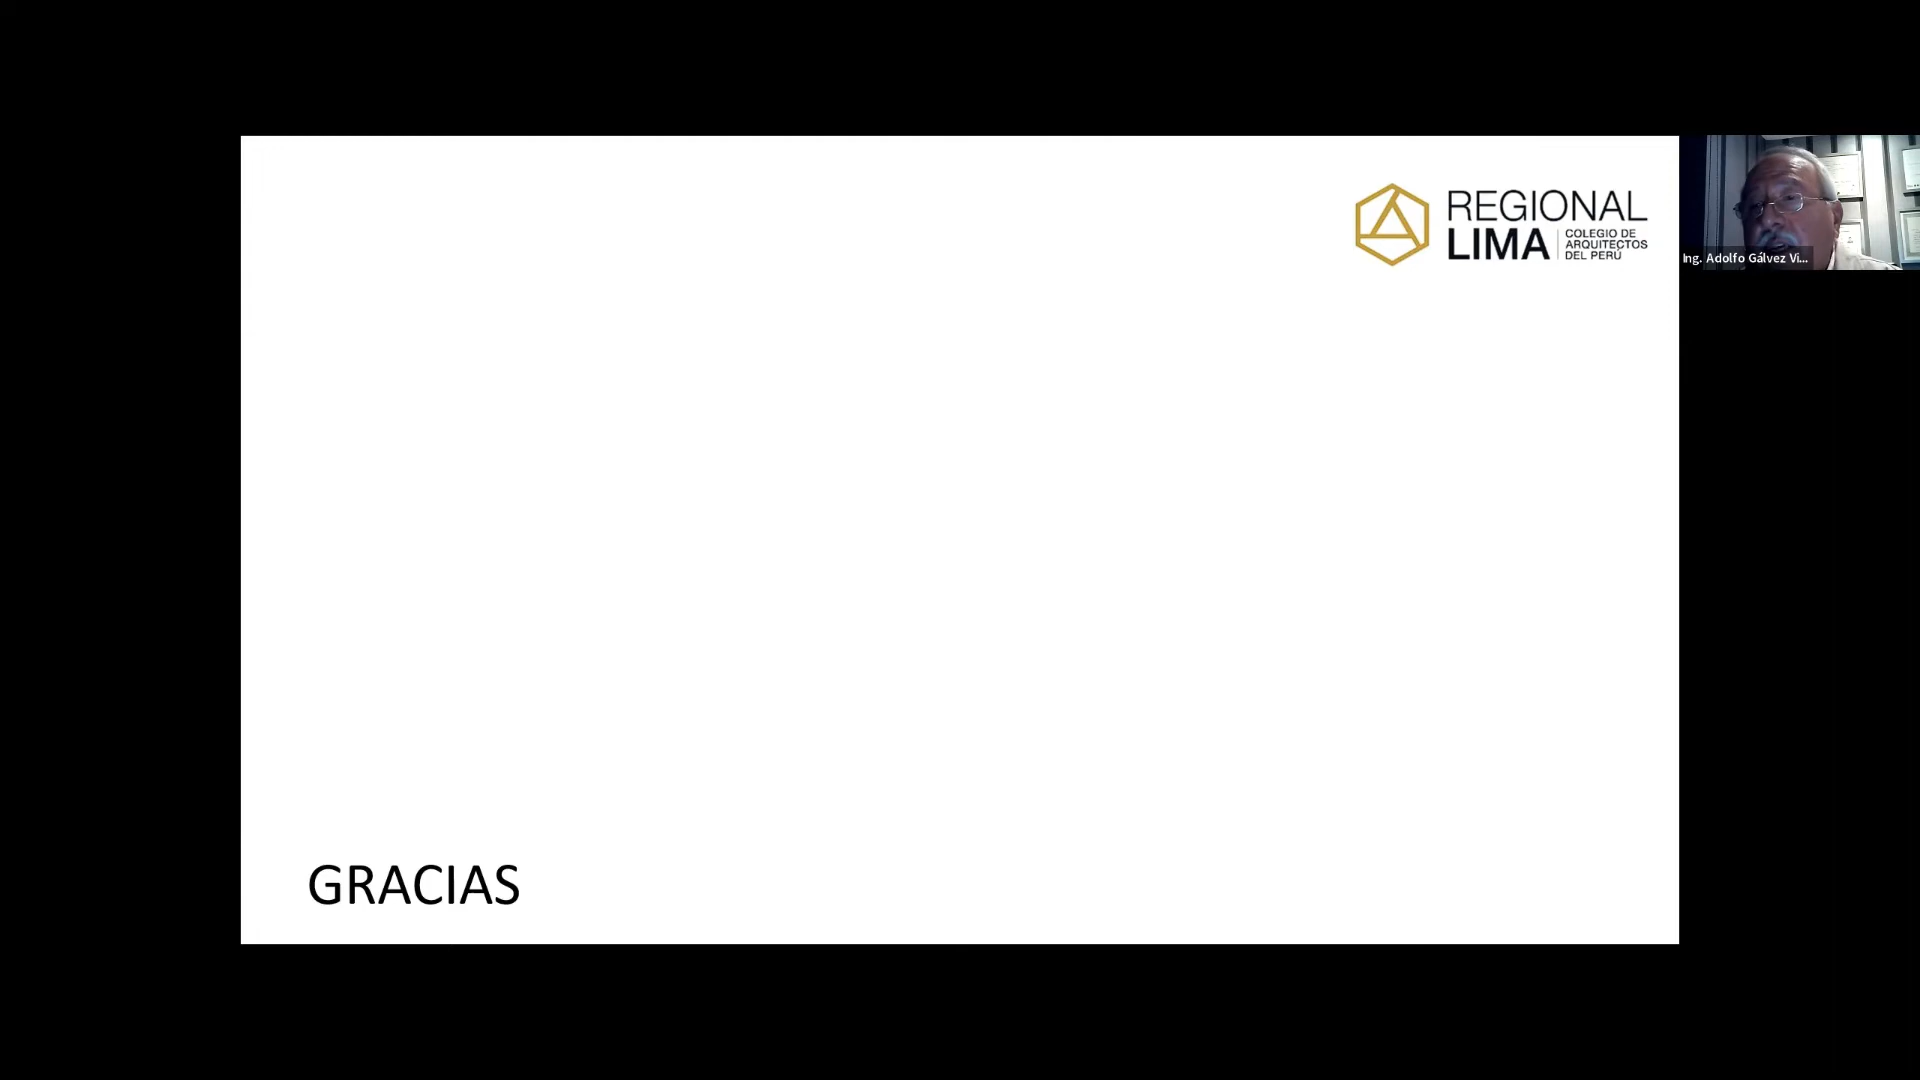 REGIONAL
LIMA
COLEGIO DE
ARQUITECTOS
DEL PERÚ
Ing. Adolfo Gálvez Vi...
GRACIAS